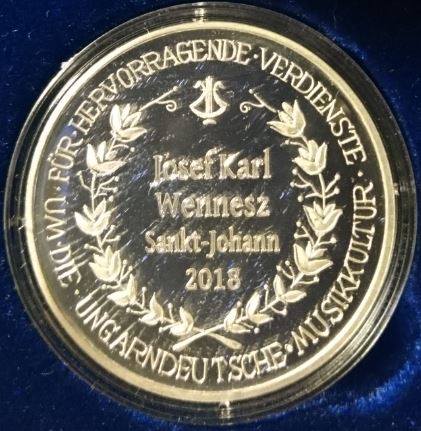 FÜR·HERVORRAGENDE·VERDIENSTE
UM·DIE·UNGARNDEUTSCHE·MUSIKKULTUR
Josef Karl
Wennesz
Sankt-Johann
2018